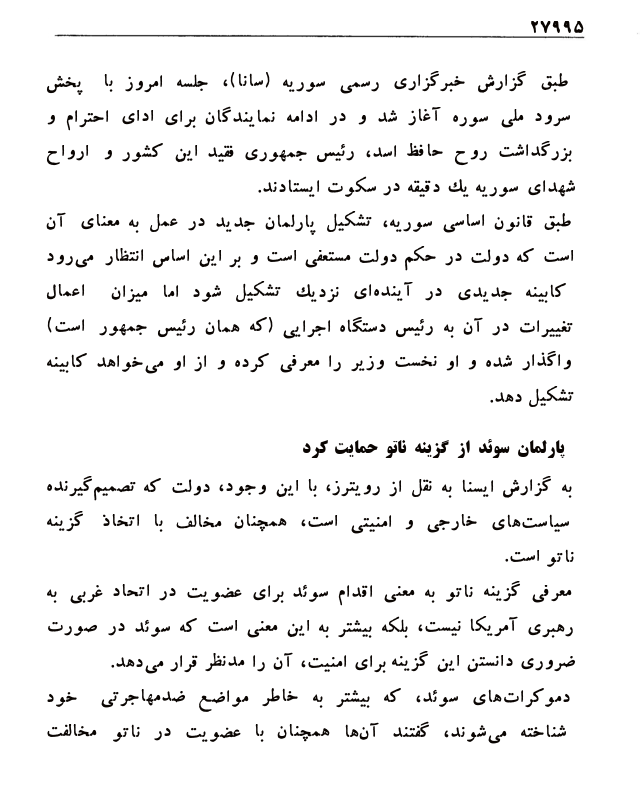 ۲۷۹۹۵
طبق گزارش خبرگزاری رسمی سوریه (سانا)، جلسه امروز با پخش
سرود ملی سوره آغاز شد و در ادامه نمایندگان برای ادای احترام و
بزرگداشت روح حافظ اسد، رئیس جمهوری فقید این کشور و ارواح
شهدای سوریه یك دقیقه در سکوت ایستادند.
طبق قانون اساسی سوریه، تشکیل پارلمان جدید در عمل به معنای آن
است که دولت در حکم دولت مستعفی است و بر این اساس انتظار می‌رود
کابینه جدیدی در آینده‌ای نزدیك تشکیل شود اما میزان اعمال
تغییرات در آن به رئیس دستگاه اجرایی (که همان رئیس جمهور است)
واگذار شده و او نخست وزیر را معرفی کرده و از او می‌خواهد کابینه
تشکیل دهد.
پارلمان سوئد از گزینه ناتو حمایت کرد
به گزارش ایسنا به نقل از رویترز، با این وجود، دولت که تصمیم‌گیرنده
سیاست‌های خارجی و امنیتی است، همچنان مخالف با اتخاذ گزینه
ناتو است.
معرفی گزینه ناتو به معنی اقدام سوئد برای عضویت در اتحاد غربی به
رهبری آمریکا نیست، بلکه بیشتر به این معنی است که سوئد در صورت
ضروری دانستن این گزینه برای امنیت، آن را مدنظر قرار می‌دهد.
دموکرات‌های سوئد، که بیشتر به خاطر مواضع ضدمهاجرتی خود
شناخته می‌شوند، گفتند آن‌ها همچنان با عضویت در ناتو مخالفت